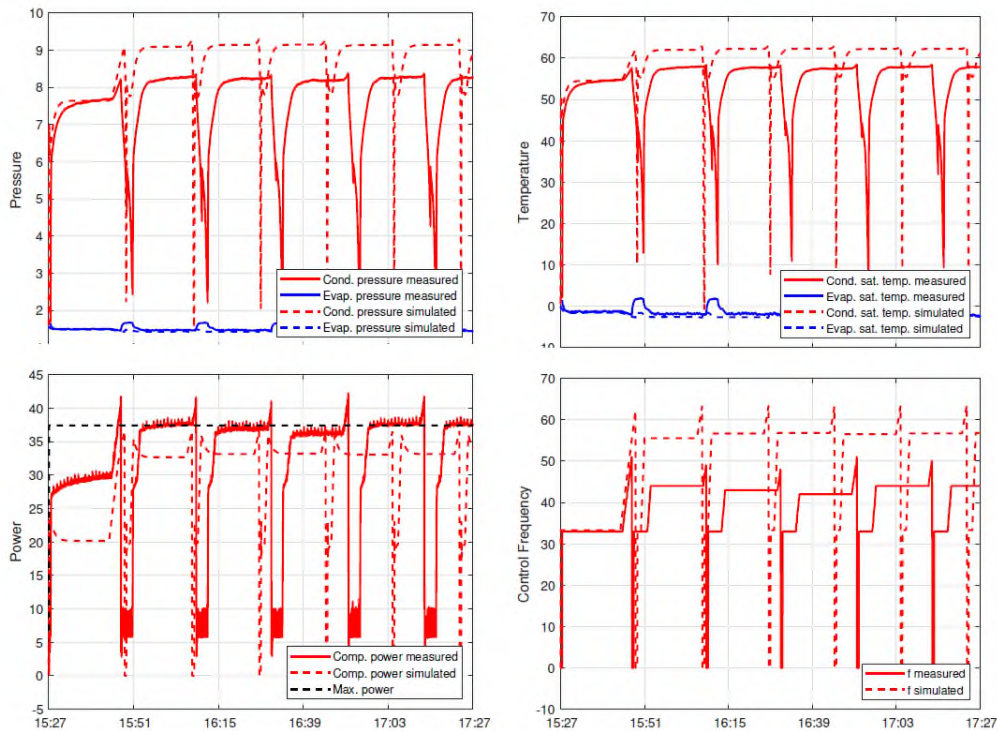 10
9
8
7
6
5
4
3
2
Pressure
Cond. pressure measured
Evap. pressure measured
Cond. pressure simulated
Evap. pressure simulated
70
60
50
40
30
20
10
0
-10
Temperature
Cond. sat. temp. measured
Evap. sat. temp. measured
Cond. sat. temp. simulated
Evap. sat. temp. simulated
45
40
35
30
25
20
15
10
5
0
-5
Power
Comp. power measured
Comp. power simulated
Max. power
15:27
15:51
16:15
16:39
17:03
17:27
70
60
50
40
30
20
10
0
-10
Control Frequency
f measured
f simulated
15:27
15:51
16:15
16:39
17:03
17:27